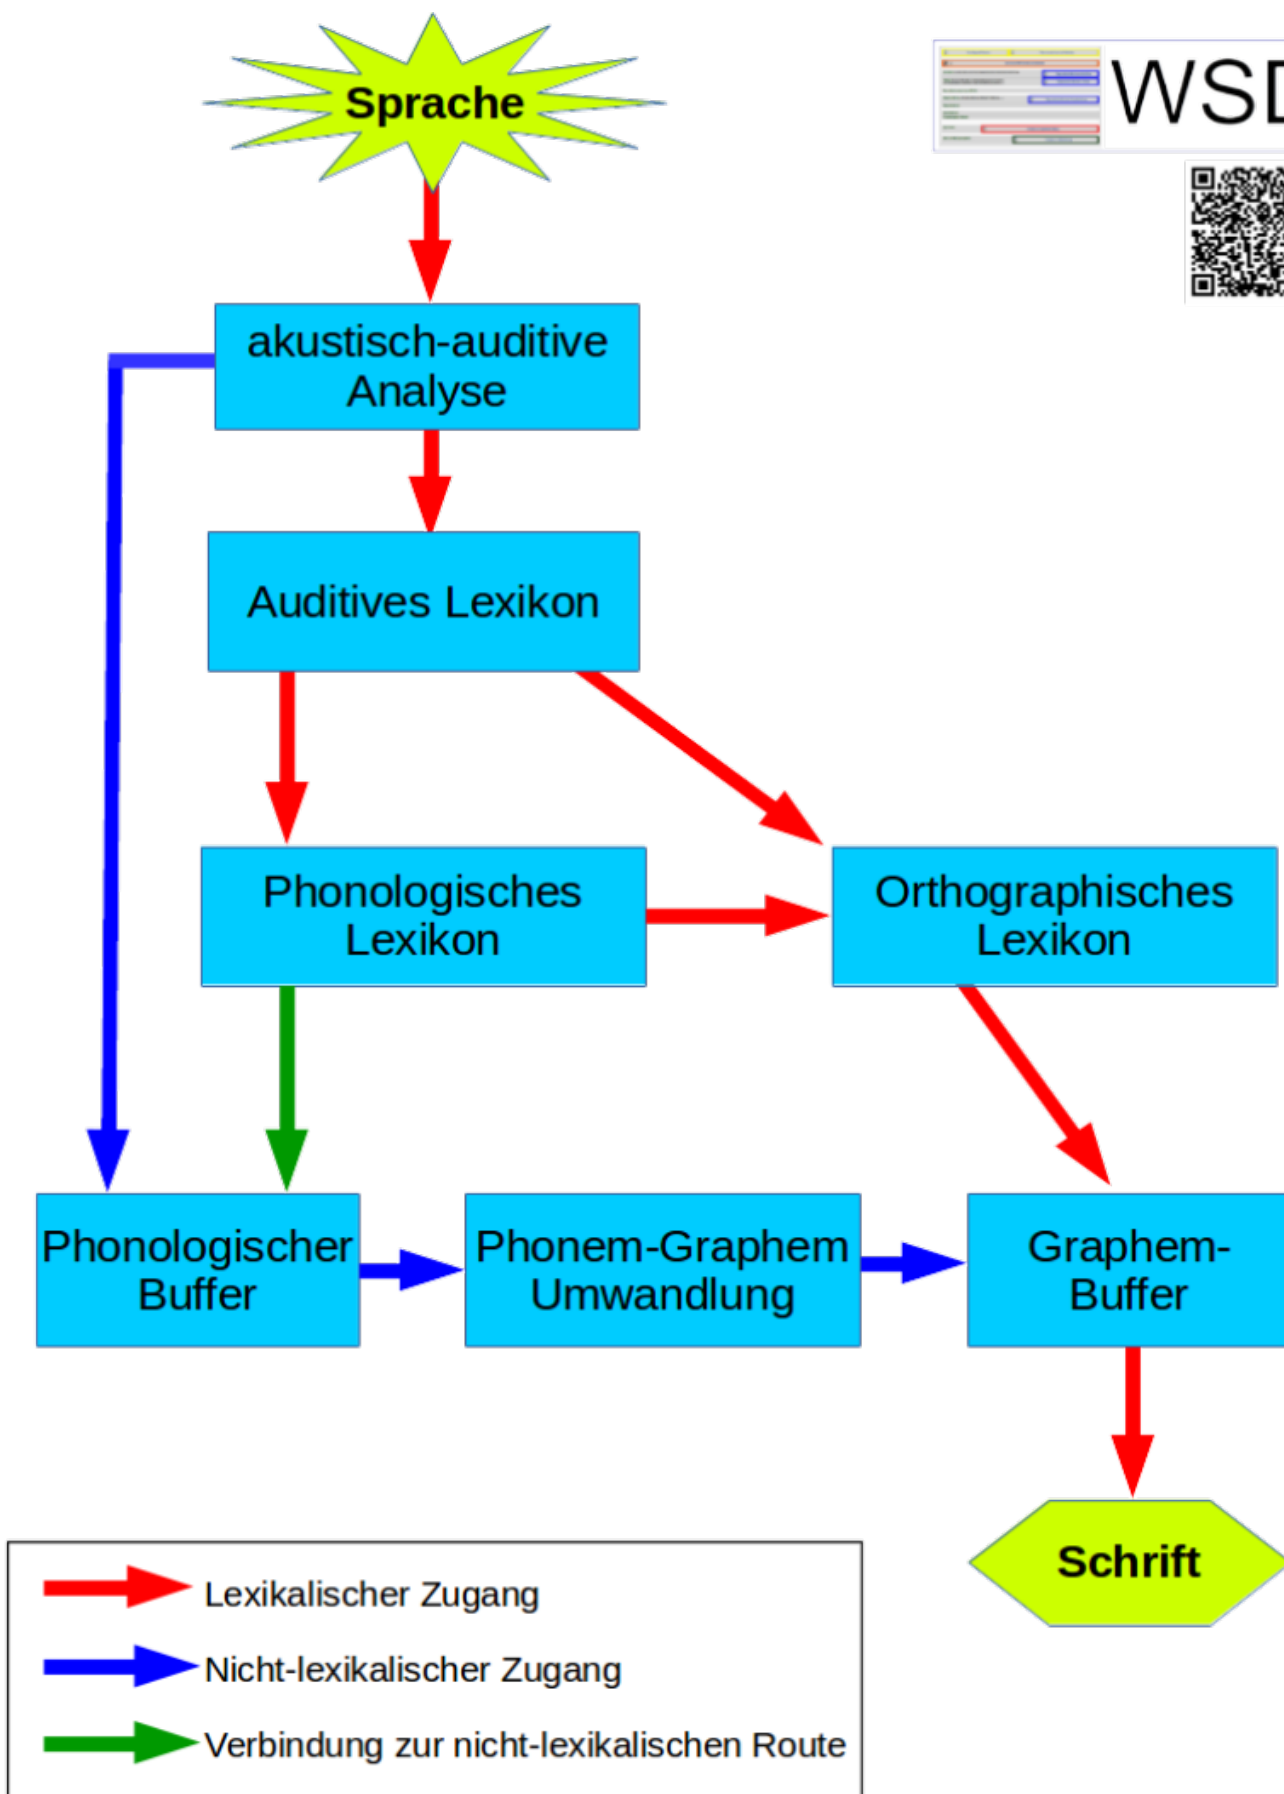 Sprache
WSD
akustisch-auditive
Analyse
Auditives Lexikon
Phonologisches
Lexikon
Orthographisches
Lexikon
Phonologischer
Buffer
Phonem-Graphem
Umwandlung
Graphem-
Buffer
Schrift
Lexikalischer Zugang
Nicht-lexikalischer Zugang
Verbindung zur nicht-lexikalischen Route